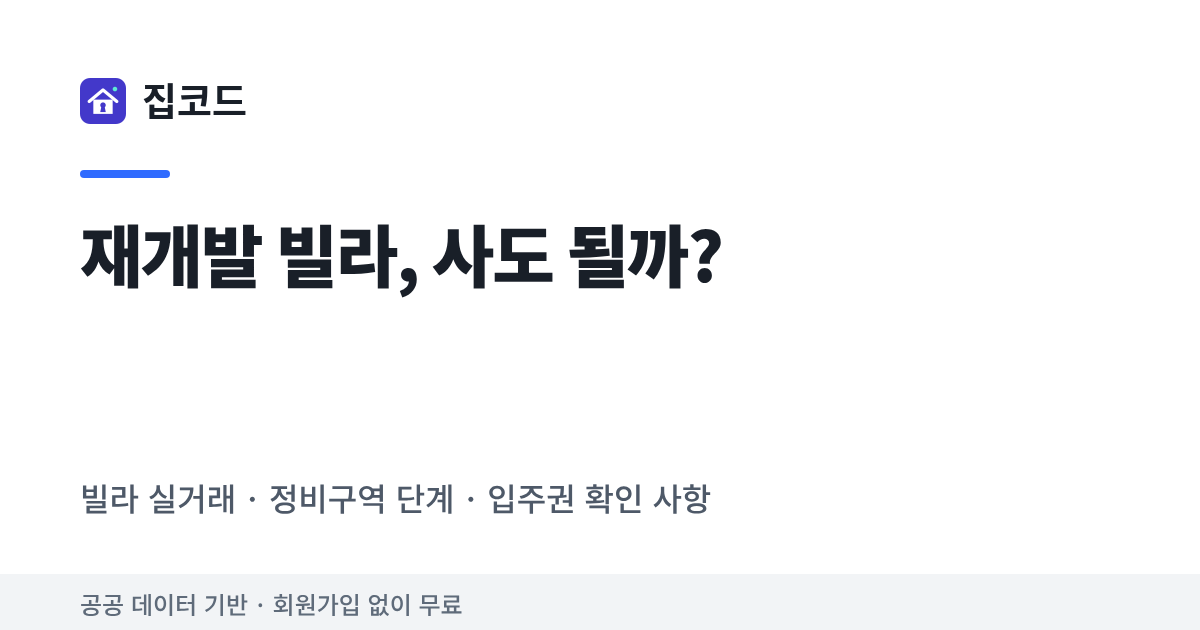 집코드
재개발 빌라, 사도 될까?
빌라 실거래 · 정비구역 단계 · 입주권 확인 사항
공공 데이터 기반 · 회원가입 없이 무료